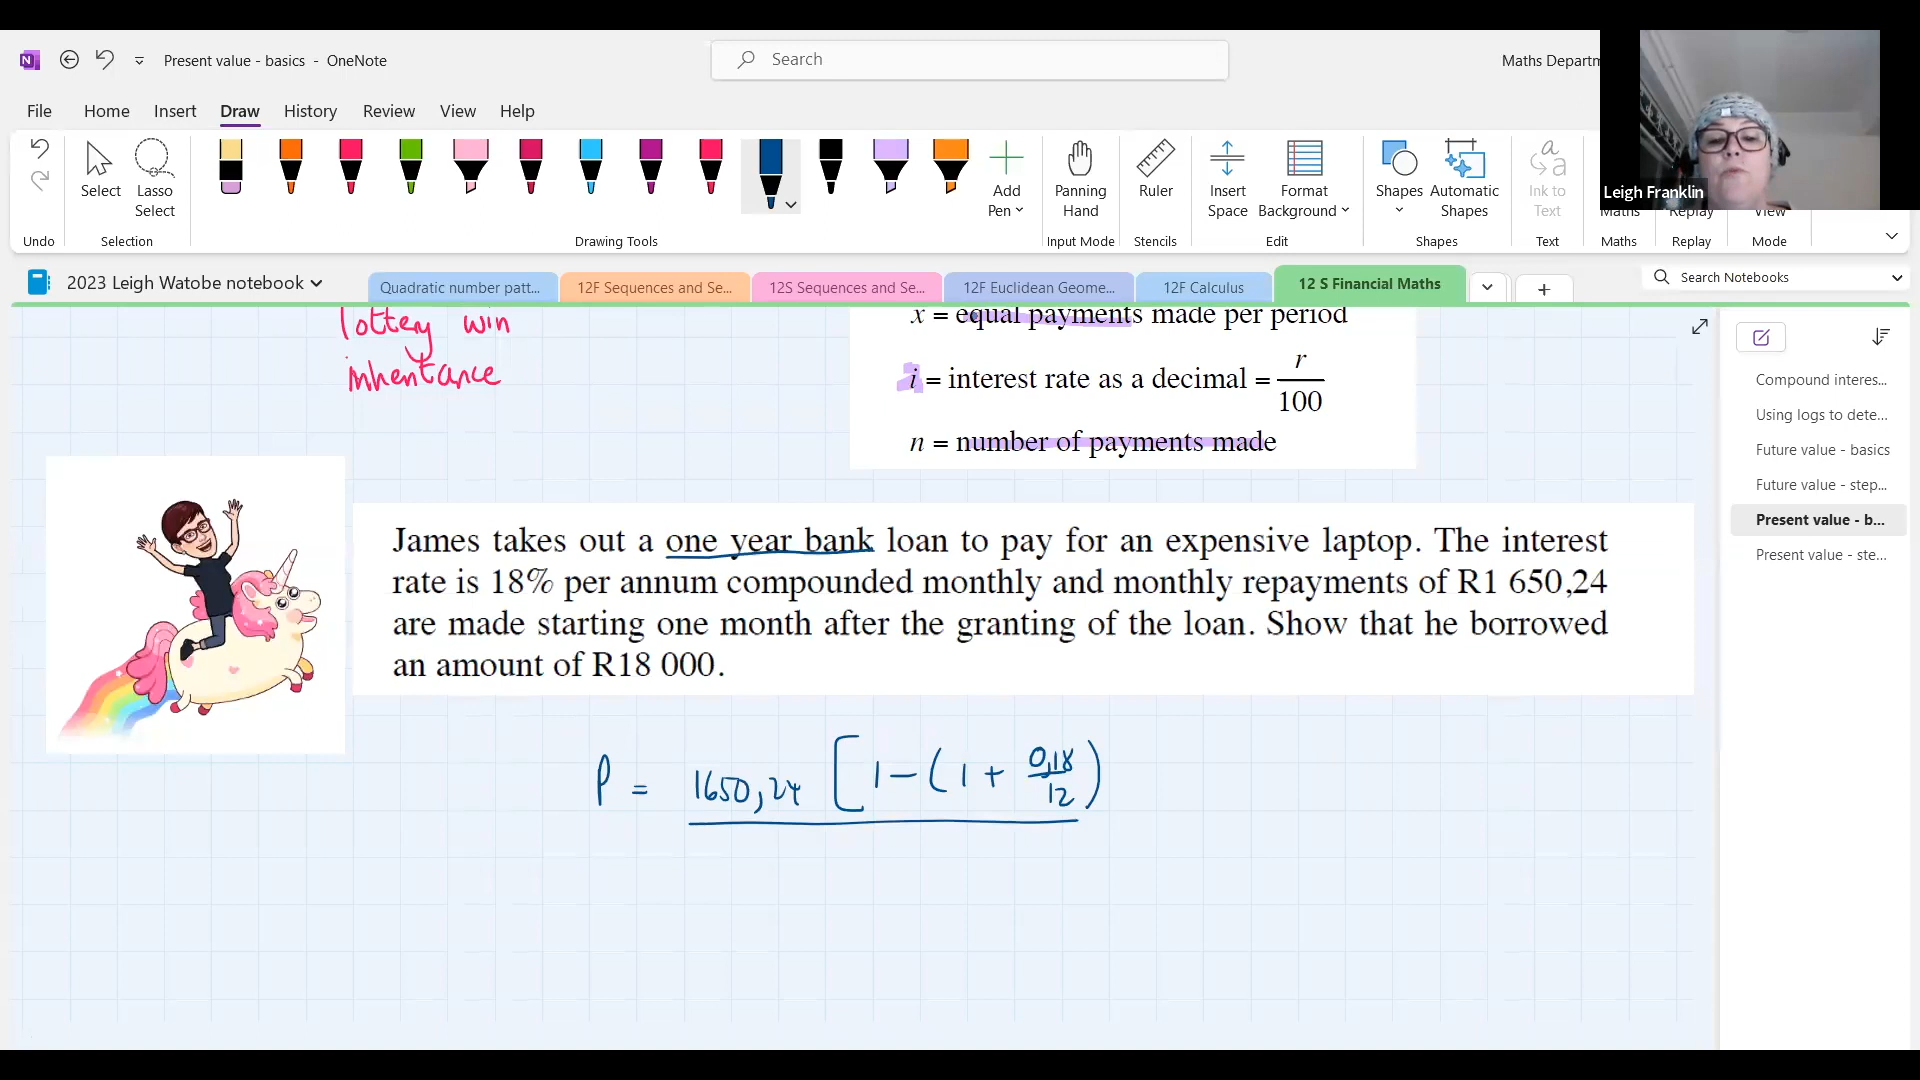 Present value - basics - OneNote
Search
Maths Departm
File Home Insert Draw History Review View Help
Leigh Franklin
Select
Lasso Select
Add Pen
Panning Hand
Ruler
Insert Space
Format Background
Shapes
Automatic Shapes
Ink to Text
Maths
Replay
View
Undo Selection Drawing Tools Input Mode Stencils Edit Shapes Text Maths Replay Mode
2023 Leigh Watobe notebook
Quadratic number patt...
12F Sequences and Se...
12S Sequences and Se...
12F Euclidean Geome...
12F Calculus
12 S Financial Maths
+
Search Notebooks
lottery win
inheritance
x = equal payments made per period
i = interest rate as a decimal = r/100
n = number of payments made
James takes out a one year bank loan to pay for an expensive laptop. The interest
rate is 18% per annum compounded monthly and monthly repayments of R1 650,24
are made starting one month after the granting of the loan. Show that he borrowed
an amount of R18 000.
P = 1650,24 [ 1 - ( 1 + 0,18/12 )
Compound interes...
Using logs to dete...
Future value - basics
Future value - step...
Present value - b...
Present value - ste...